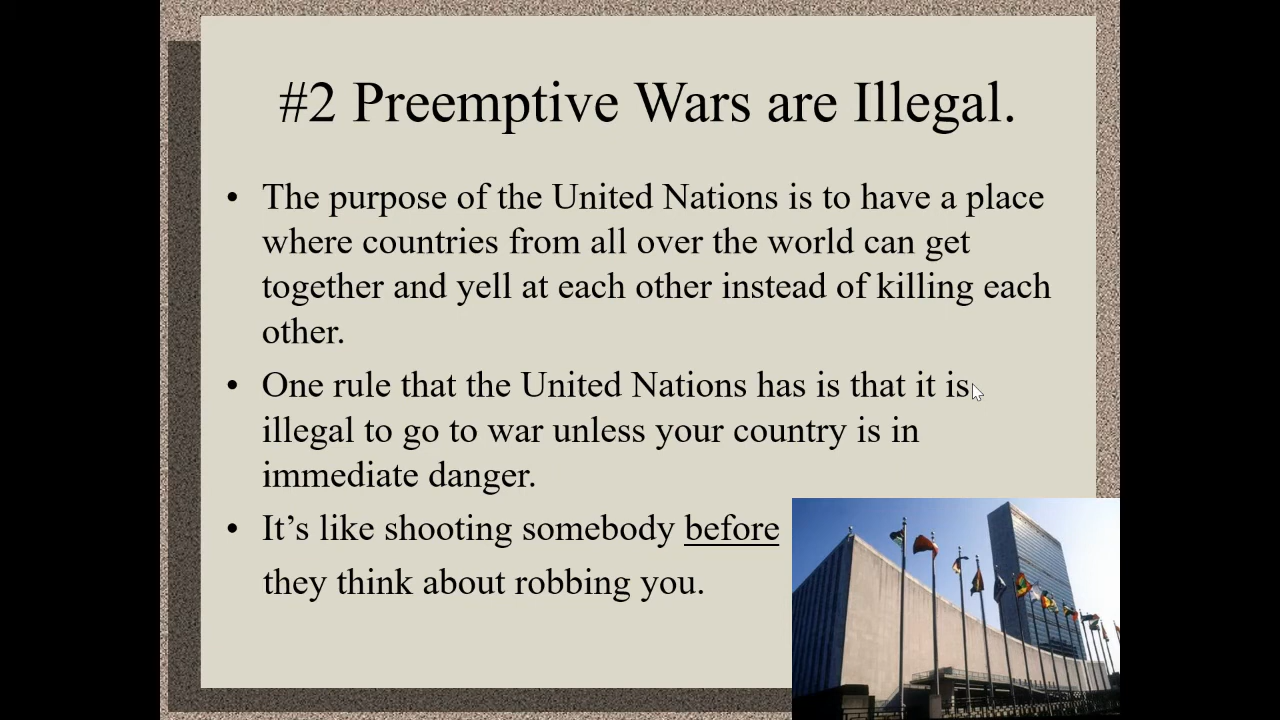 #2 Preemptive Wars are Illegal.
• The purpose of the United Nations is to have a place
where countries from all over the world can get
together and yell at each other instead of killing each
other.
• One rule that the United Nations has is that it is
illegal to go to war unless your country is in
immediate danger.
• It’s like shooting somebody before
they think about robbing you.